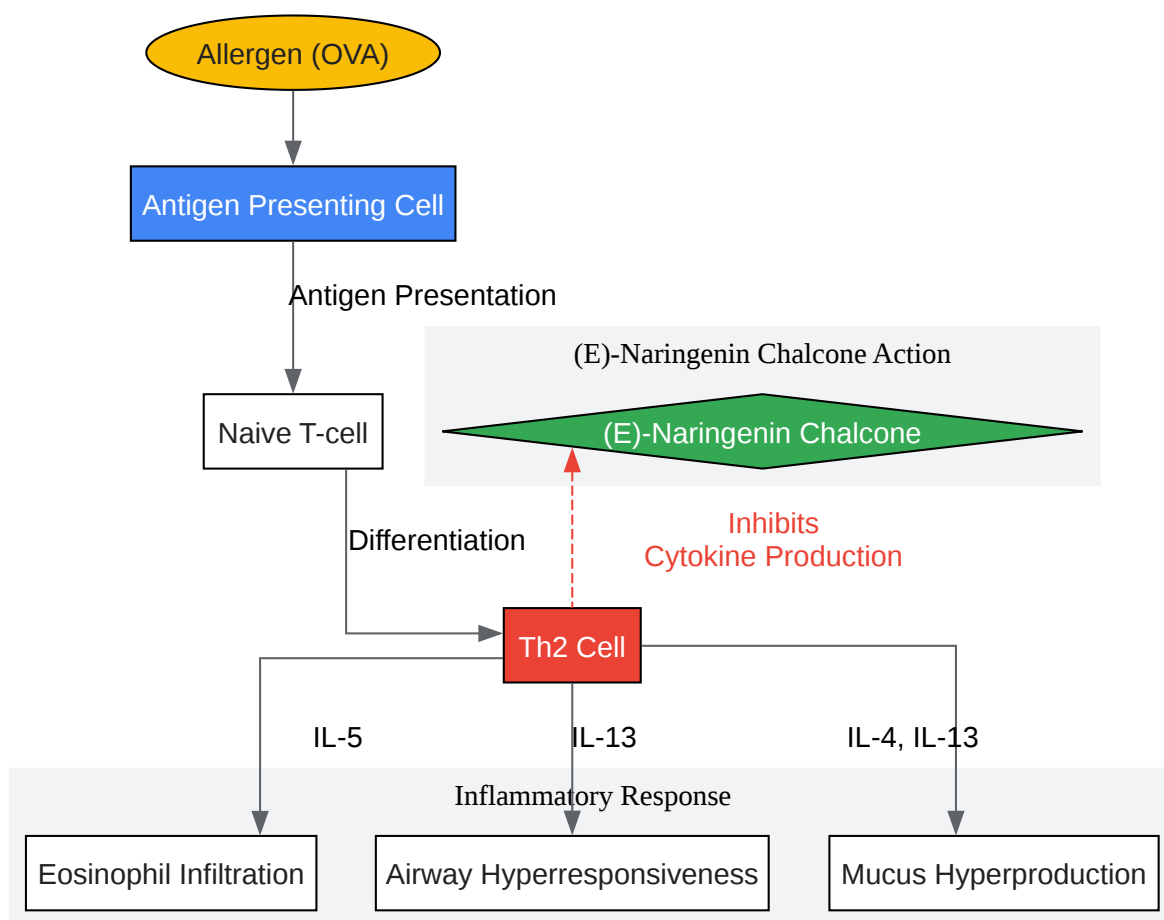 Allergen (OVA)
Antigen Presenting Cell
Antigen Presentation
(E)-Naringenin Chalcone Action
Naive T-cell
(E)-Naringenin Chalcone
Inhibits
Cytokine Production
Differentiation
Th2 Cell
IL-5
IL-13
IL-4, IL-13
Inflammatory Response
Eosinophil Infiltration
Airway Hyperresponsiveness
Mucus Hyperproduction